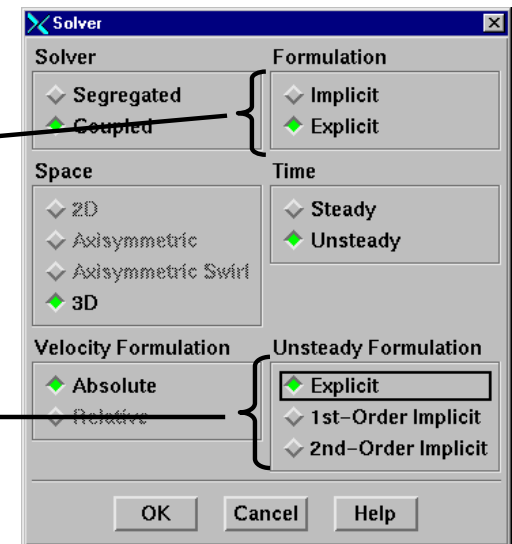 Solver
Solver
Formulation
Segregated
Implicit
Coupled
Explicit
Space
Time
2D
Steady
Axisymmetric
Unsteady
Axisymmetric Swirl
3D
Velocity Formulation
Unsteady Formulation
Absolute
Explicit
Relative
1st-Order Implicit
2nd-Order Implicit
OK
Cancel
Help